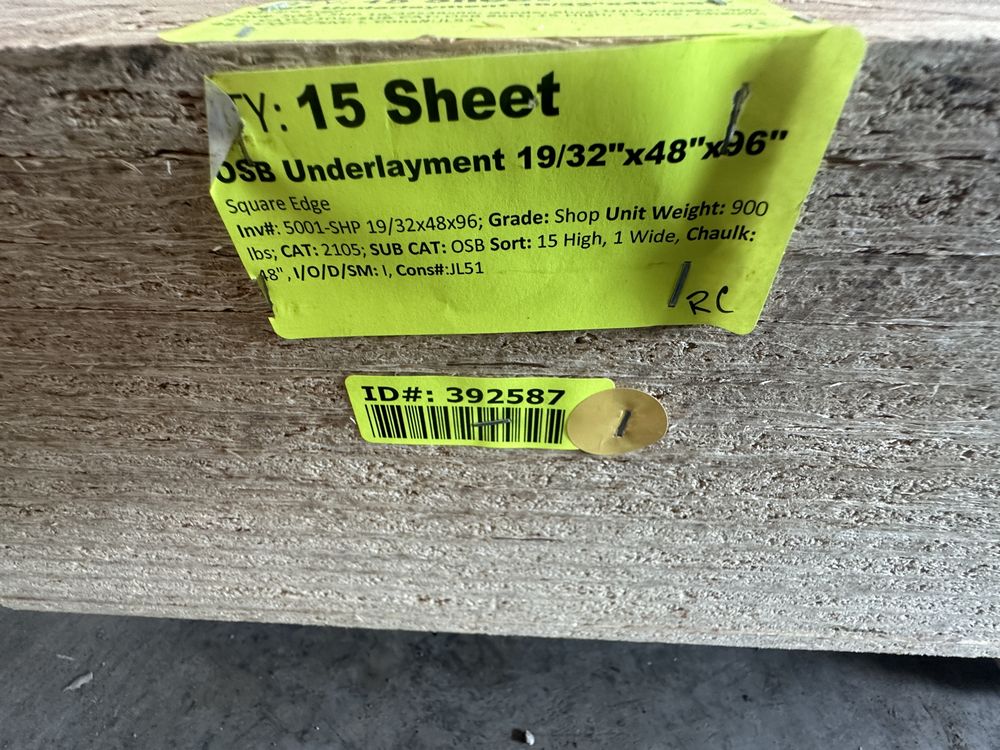 TY: 15 Sheet
OSB Underlayment 19/32"x48"x96"
Square Edge
Inv#: 5001-SHP 19/32x48x96; Grade: Shop Unit Weight: 900
lbs; CAT: 2105; SUB CAT: OSB Sort: 15 High, 1 Wide, Chaulk:
48", I/O/D/SM: I, Cons#:JL51
RC
ID#: 392587